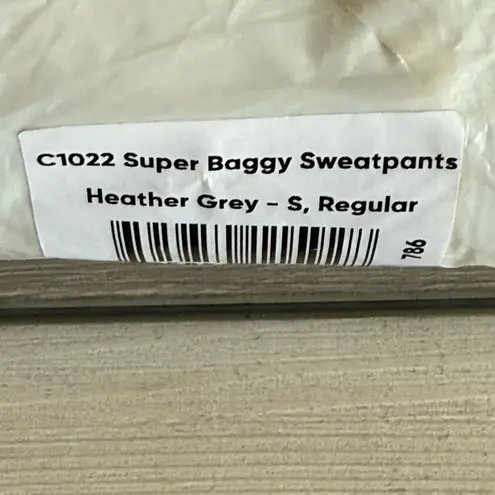 C1022 Super Baggy Sweatpants
Heather Grey – S, Regular
786